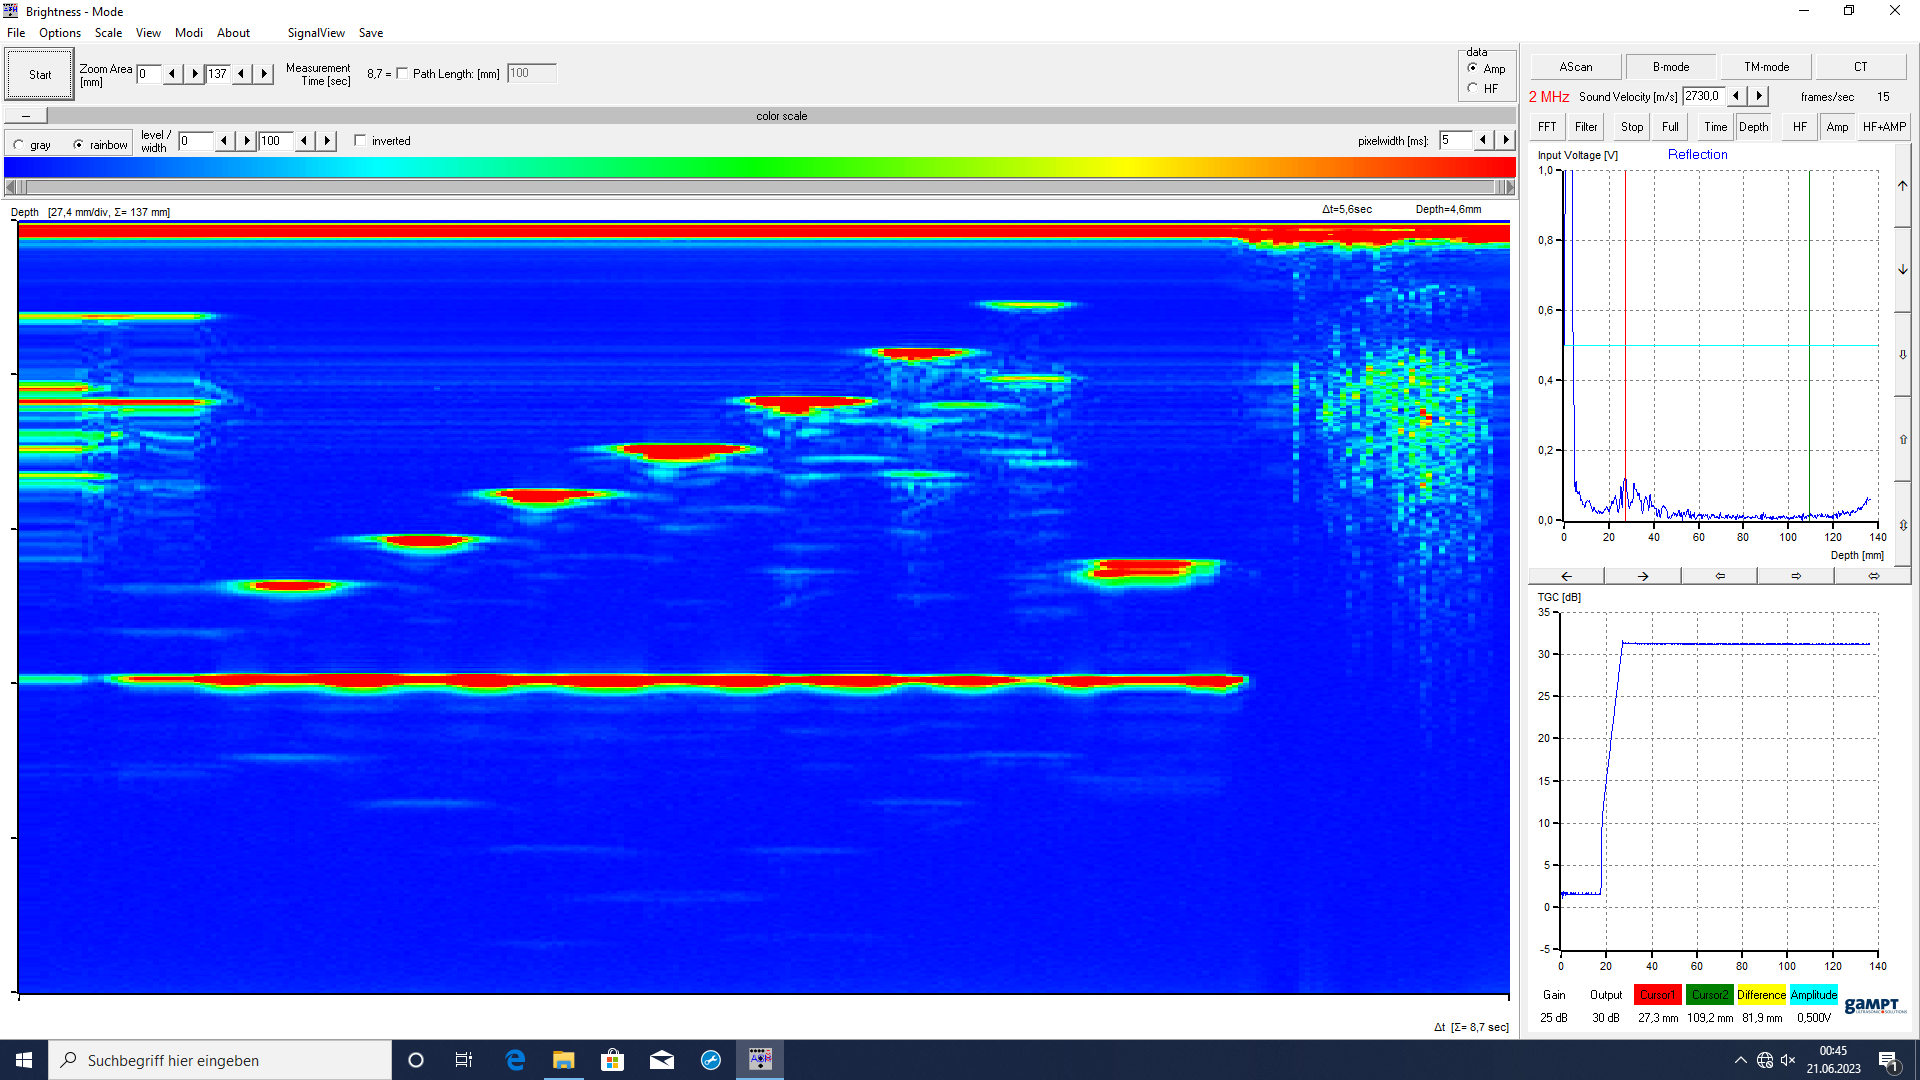 Brightness - Mode
File Options Scale View Modi About SignalView Save
Start
Zoom Area [mm] 0 137
Measurement Time [sec] 8,7 = Path Length: [mm] 100
data
Amp
HF
color scale
gray rainbow
level / width 0 100 inverted
pixelwidth [ms]: 5
Depth [27,4 mm/div, Σ= 137 mm] Δt=5,6sec Depth=4,6mm
Δt [Σ= 8,7 sec]
AScan B-mode TM-mode CT
2 MHz Sound Velocity [m/s] 2730,0 frames/sec 15
FFT Filter Stop Full Time Depth HF Amp HF+AMP
Input Voltage [V] Reflection
1,0
0,8
0,6
0,4
0,2
0,0
0 20 40 60 80 100 120 140
Depth [mm]
TGC [dB]
35
30
25
20
15
10
5
0
-5
0 20 40 60 80 100 120 140
Gain Output Cursor1 Cursor2 Difference Amplitude
25 dB 30 dB 27,3 mm 109,2 mm 81,9 mm 0,500V
gampt
ULTRASONIC SOLUTIONS
Suchbegriff hier eingeben
00:45
21.06.2023
1